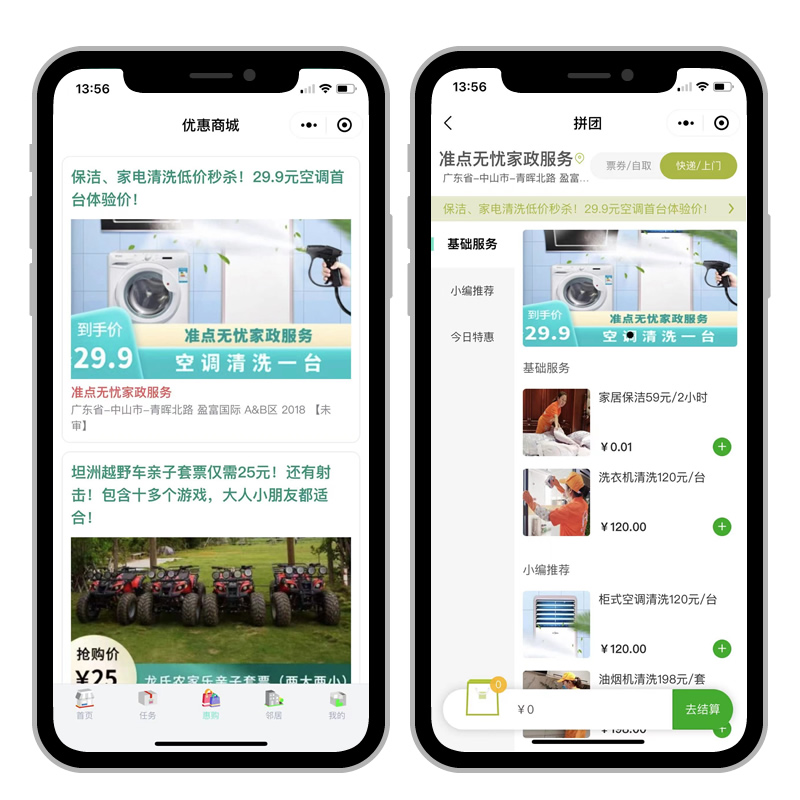 13:56
优惠商城
保洁、家电清洗低价秒杀！29.9元空调首
台体验价！
到手价
29.9
准点无忧家政服务
空调清洗一台
准点无忧家政服务
广东省-中山市-青晖北路 盈富国际 A&B区 2018 【未
审】
坦洲越野车亲子套票仅需25元！还有射
击！包含十多个游戏，大人小朋友都适
合！
抢购价
¥25
龙氏农家乐亲子套票（两大两小）
首页
任务
惠购
邻居
我的
13:56
拼团
准点无忧家政服务
票券/自取
快递/上门
广东省-中山市-青晖北路 盈富...
保洁、家电清洗低价秒杀！29.9元空调首台体验价！
基础服务
小编推荐
今日特惠
到手价
29.9
准点无忧家政服务
空 清洗一台
基础服务
家居保洁59元/2小时
￥0.01
洗衣机清洗120元/台
￥120.00
小编推荐
柜式空调清洗120元/台
￥120.00
油烟机清洗198元/套
￥198.00
0
￥0
去结算